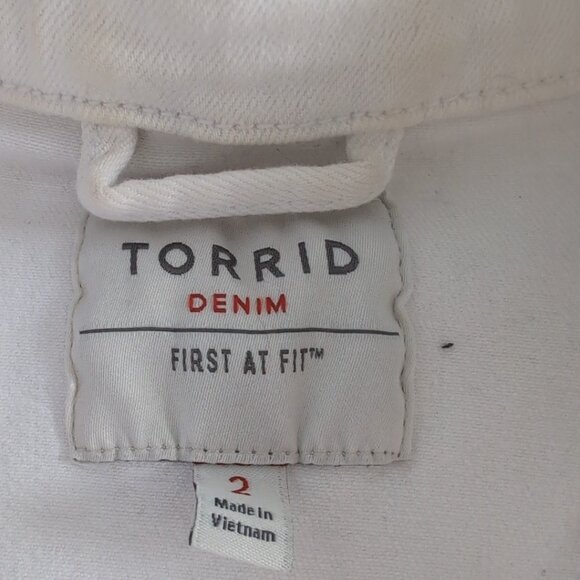 TORRID
DENIM
FIRST AT FIT™
2
Made in
Vietnam